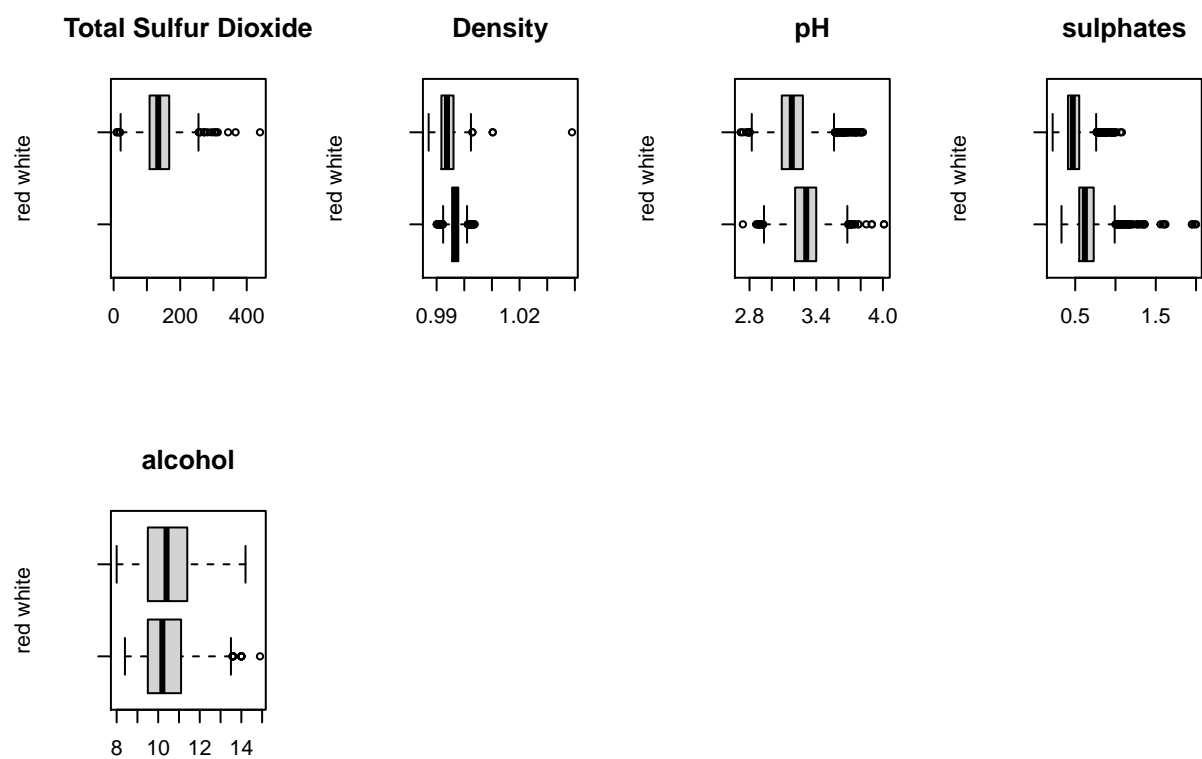 Total Sulfur Dioxide
red white
0 200 400
Density
red white
0.99 1.02
pH
red white
2.8 3.4 4.0
sulphates
red white
0.5 1.5
alcohol
red white
8 10 12 14